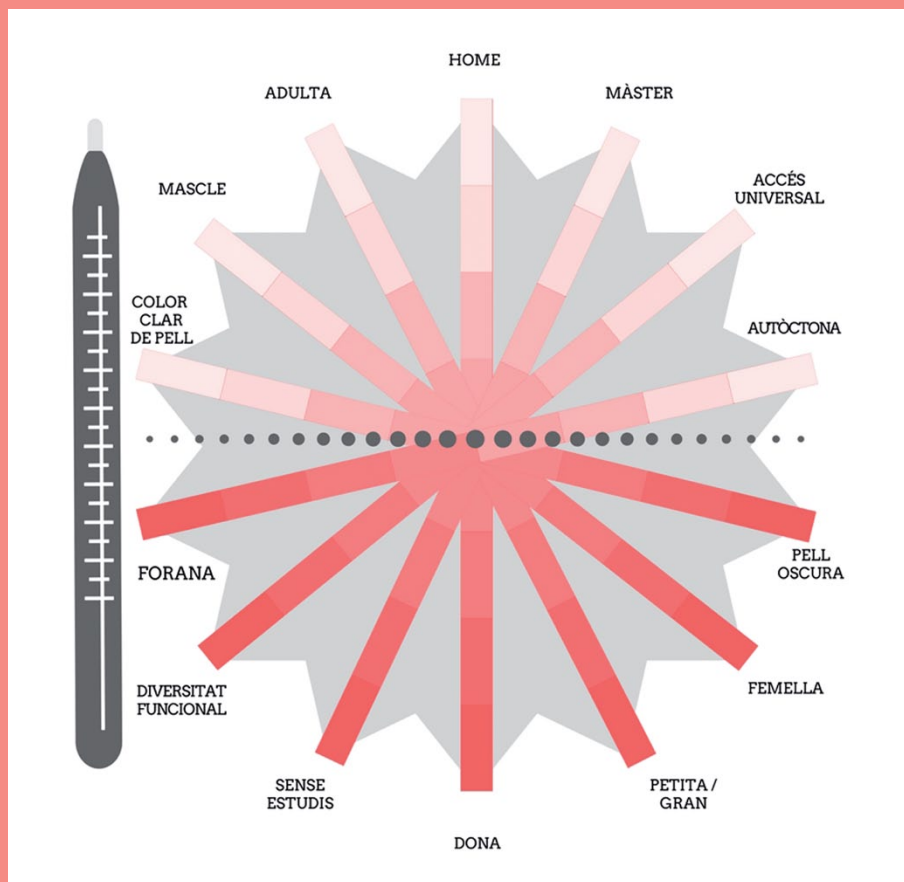 HOME
ADULTA
MÀSTER
MASCLE
ACCÉS
UNIVERSAL
COLOR
CLAR
DE PELL
AUTÒCTONA
FORANA
PELL
OSCURA
DIVERSITAT
FUNCIONAL
FEMELLA
SENSE
ESTUDIS
PETITA /
GRAN
DONA